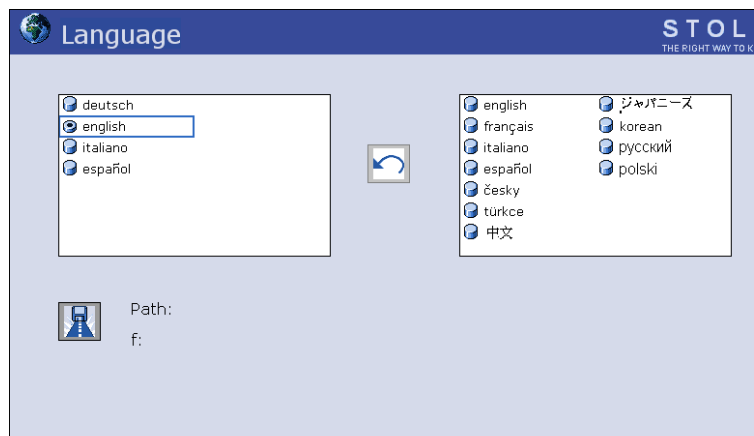 Language
STOL
THE RIGHT WAY TO K
deutsch
english
italiano
español
english
français
italiano
español
česky
türkce
中文
ジャパニーズ
korean
русский
polski
Path:
f: